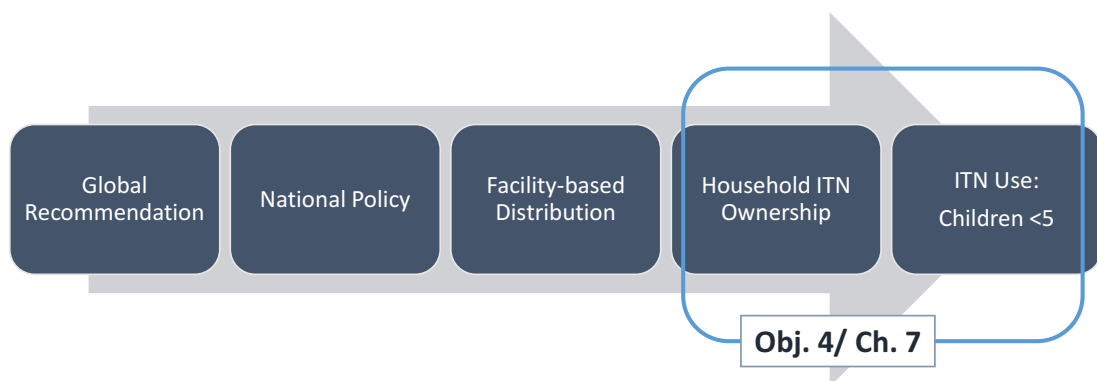 Global
Recommendation
National Policy
Facility-based
Distribution
Household ITN
Ownership
ITN Use:
Children <5
Obj. 4/ Ch. 7